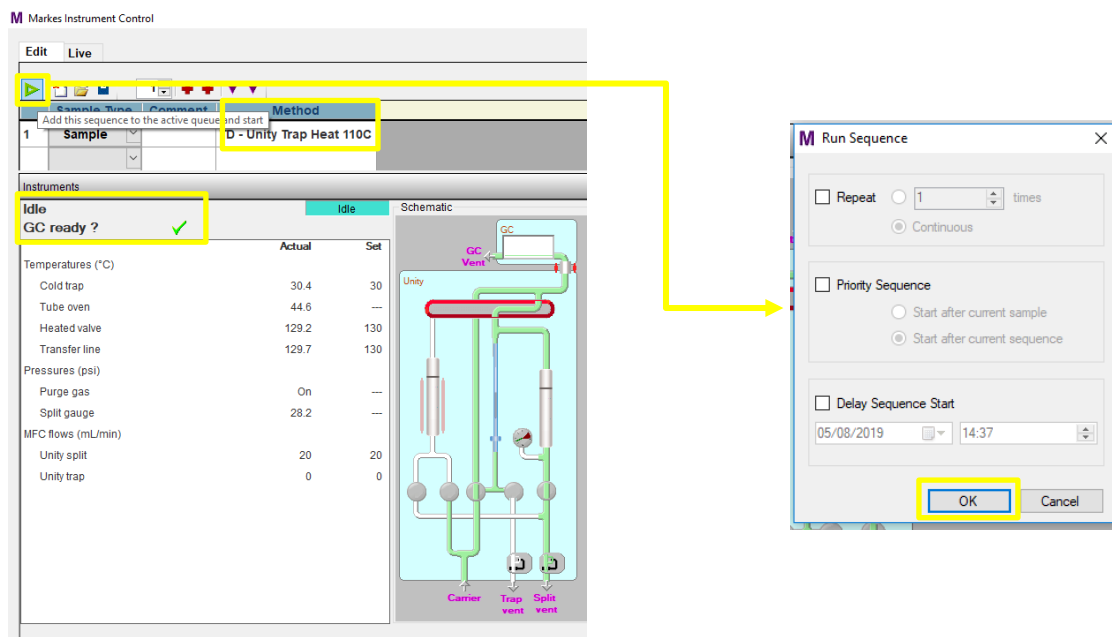 M Markes Instrument Control
Edit Live
1
Sample Type Comment Method
Add this sequence to the active queue and start
1 Sample TD - Unity Trap Heat 110C
Instruments
Idle
Idle
GC ready ?
Actual Set
Temperatures (°C)
Cold trap 30.4 30
Tube oven 44.6 ---
Heated valve 129.2 130
Transfer line 129.7 130
Pressures (psi)
Purge gas On ---
Split gauge 28.2 ---
MFC flows (mL/min)
Unity split 20 20
Unity trap 0 0
Schematic
GC
GC
Vent
Unity
Carrier
Trap
vent
Split
vent
M Run Sequence
Repeat 1 times
Continuous
Priority Sequence
Start after current sample
Start after current sequence
Delay Sequence Start
05/08/2019 14:37
OK Cancel